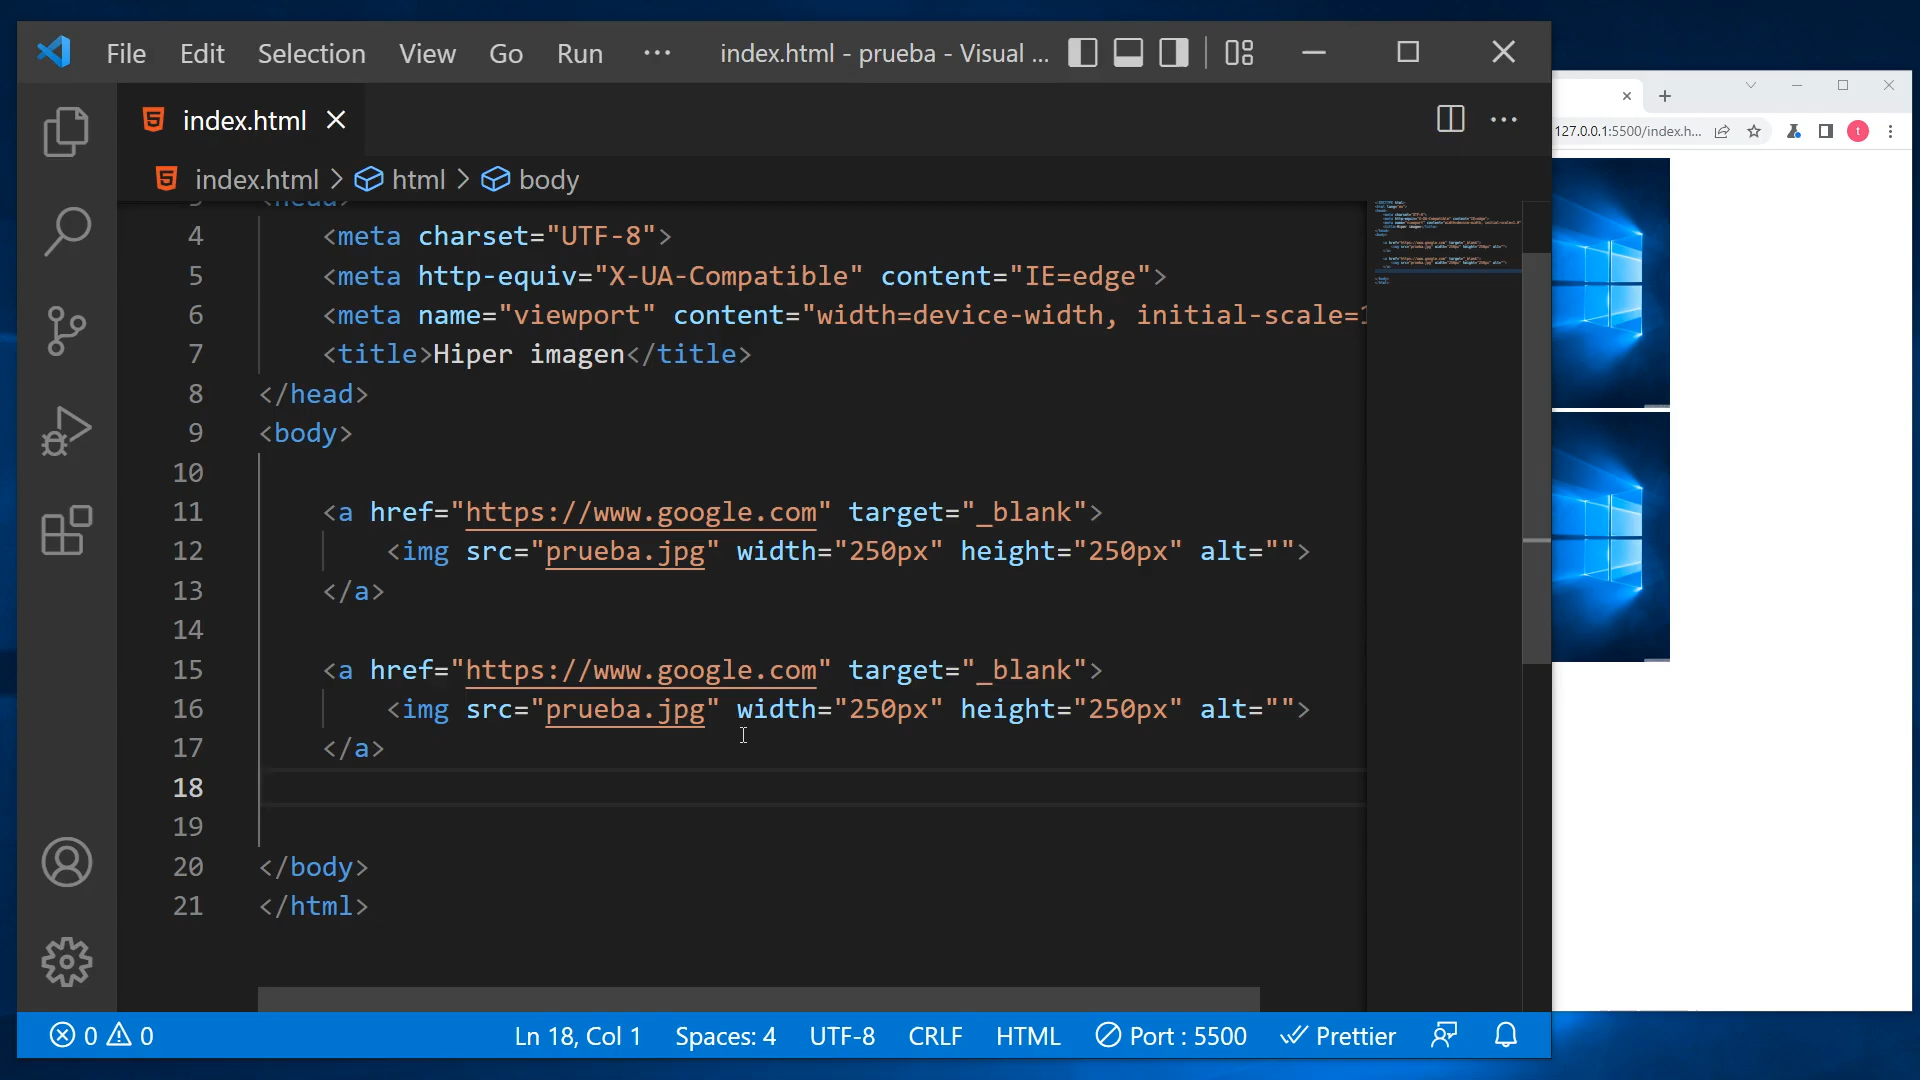 File Edit Selection View Go Run ··· index.html - prueba - Visual ...
index.html
127.0.0.1:5500/index.h...
t
index.html > html > body
3 <head>
4 <meta charset="UTF-8">
5 <meta http-equiv="X-UA-Compatible" content="IE=edge">
6 <meta name="viewport" content="width=device-width, initial-scale=1
7 <title>Hiper imagen</title>
8 </head>
9 <body>
10
11 <a href="https://www.google.com" target="_blank">
12 <img src="prueba.jpg" width="250px" height="250px" alt="">
13 </a>
14
15 <a href="https://www.google.com" target="_blank">
16 <img src="prueba.jpg" width="250px" height="250px" alt="">
17 </a>
18
19
20 </body>
21 </html>
0 0 Ln 18, Col 1 Spaces: 4 UTF-8 CRLF HTML Port : 5500 Prettier